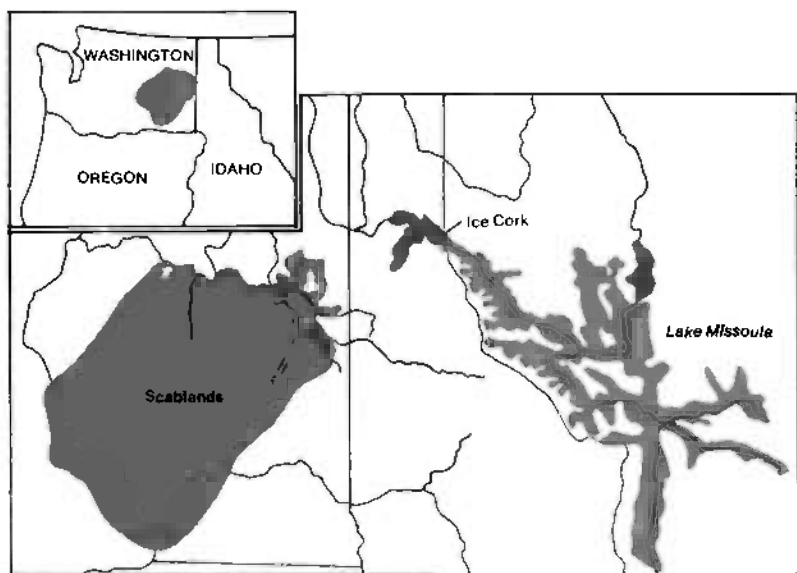 WASHINGTON
OREGON
IDAHO
Ice Cork
Lake Missoula
Scablands